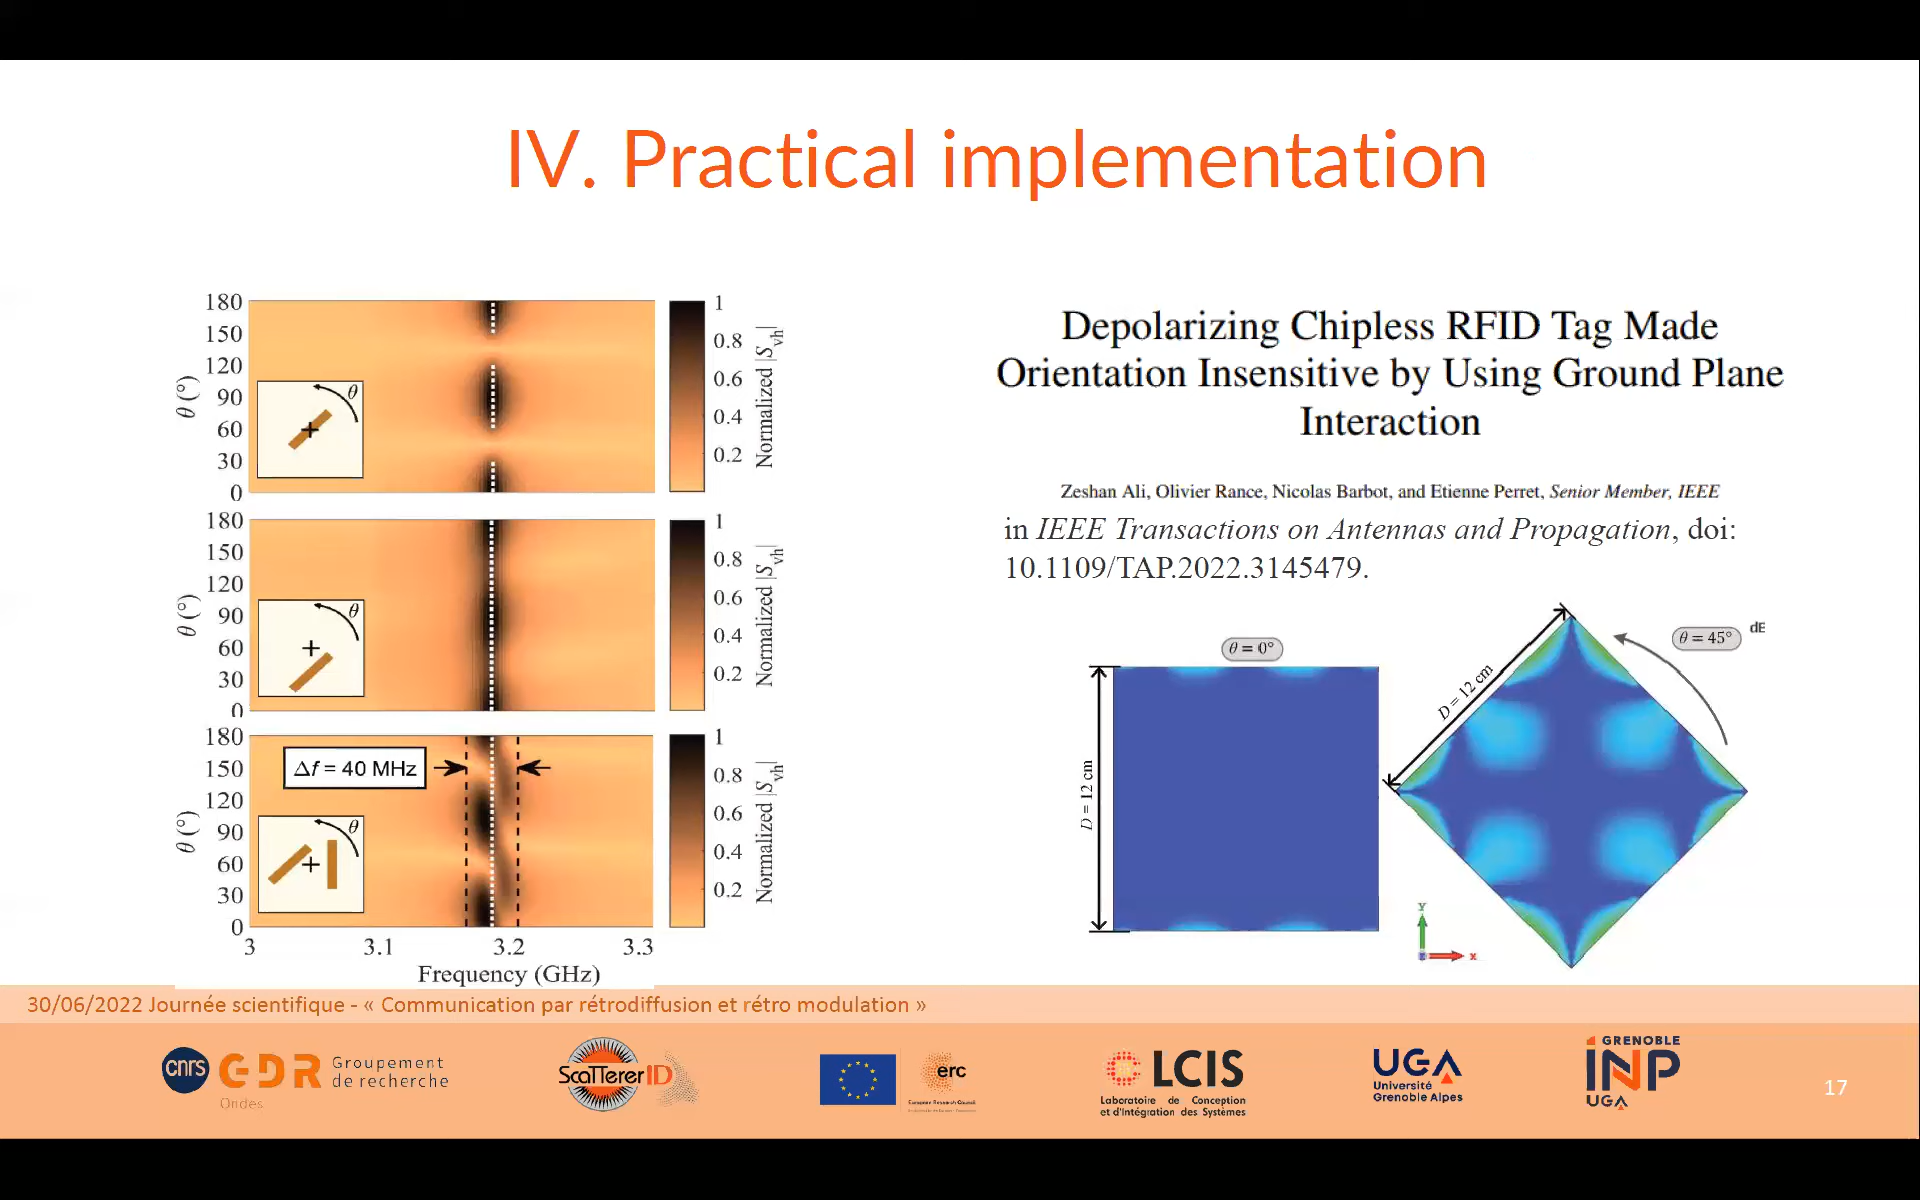 IV. Practical implementation
180
150
120
90
60
30
0
θ (°)
θ
1
0.8
0.6
0.4
0.2
Normalized |Svh|
180
150
120
90
60
30
0
θ (°)
θ
1
0.8
0.6
0.4
0.2
Normalized |Svh|
180
150
120
90
60
30
0
θ (°)
Δf = 40 MHz
θ
1
0.8
0.6
0.4
0.2
Normalized |Svh|
3 3.1 3.2 3.3
Frequency (GHz)
Depolarizing Chipless RFID Tag Made
Orientation Insensitive by Using Ground Plane
Interaction
Zeshan Ali, Olivier Rance, Nicolas Barbot, and Etienne Perret, Senior Member, IEEE
in IEEE Transactions on Antennas and Propagation, doi:
10.1109/TAP.2022.3145479.
θ = 0°
D = 12 cm
θ = 45°
dE
D = 12 cm
Y
x
30/06/2022 Journée scientifique - « Communication par rétrodiffusion et rétro modulation »
cnrs
GDR
Groupement
de recherche
Ondes
ScaTTererID
erc
European Research Council
LCIS
Laboratoire de Conception
et d'Intégration des Systèmes
UGA
Université
Grenoble Alpes
GRENOBLE
INP
UGA
17